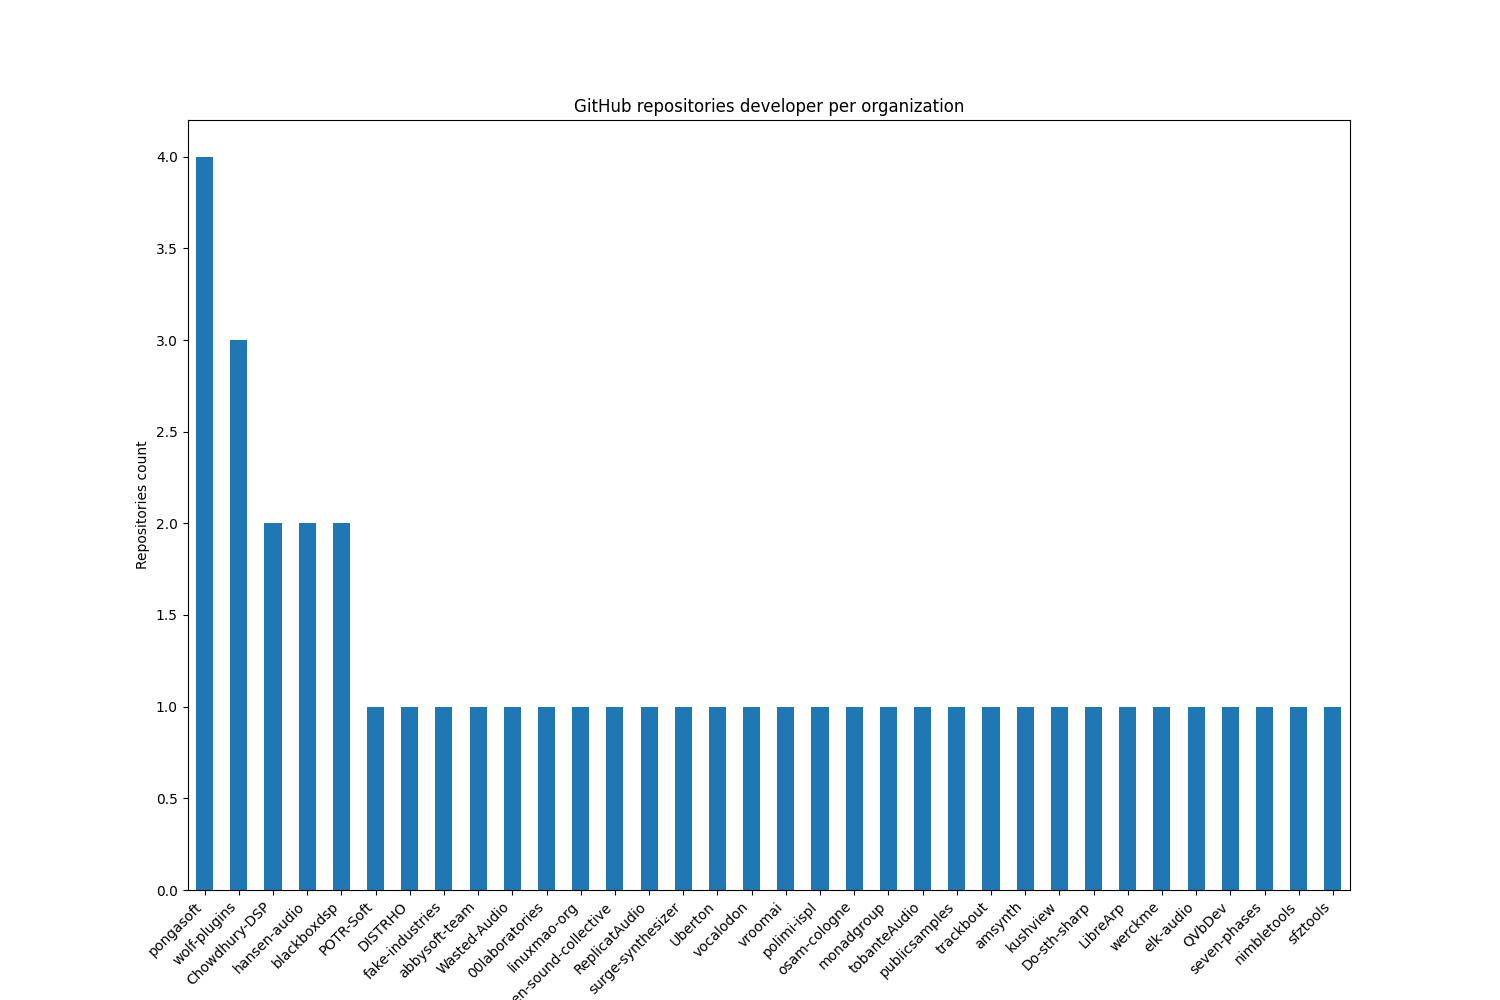 GitHub repositories developer per organization
Repositories count
4.0
3.5
3.0
2.5
2.0
1.5
1.0
0.5
0.0
pongasoft
wolf-plugins
Chowdhury-DSP
hansen-audio
blackboxdsp
POTR-Soft
DISTRHO
fake-industries
abbysoft-team
Wasted-Audio
00laboratories
linuxmao-org
en-sound-collective
ReplicatAudio
surge-synthesizer
Uberton
vocalodon
vroomai
polimi-ispl
osam-cologne
monadgroup
tobanteAudio
publicsamples
trackbout
amsynth
kushview
Do-sth-sharp
LibreArp
werckme
elk-audio
QVbDev
seven-phases
nimbletools
sfztools